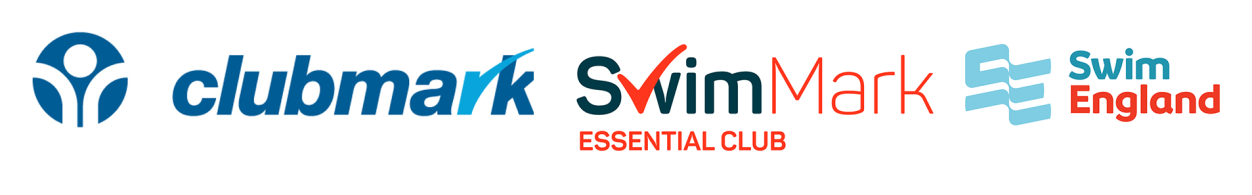 clubmark
SwimMark
ESSENTIAL CLUB
Swim
England